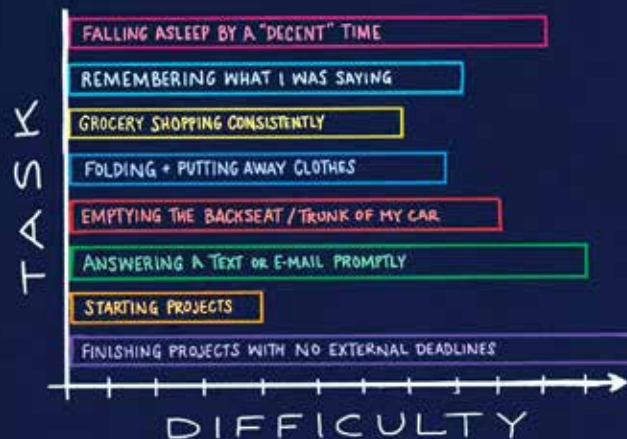 FALLING ASLEEP BY A "DECENT" TIME
REMEMBERING WHAT I WAS SAYING
GROCERY SHOPPING CONSISTENTLY
FOLDING + PUTTING AWAY CLOTHES
EMPTYING THE BACKSEAT / TRUNK OF MY CAR
ANSWERING A TEXT OR E-MAIL PROMPTLY
STARTING PROJECTS
FINISHING PROJECTS WITH NO EXTERNAL DEADLINES
TASK
DIFFICULTY